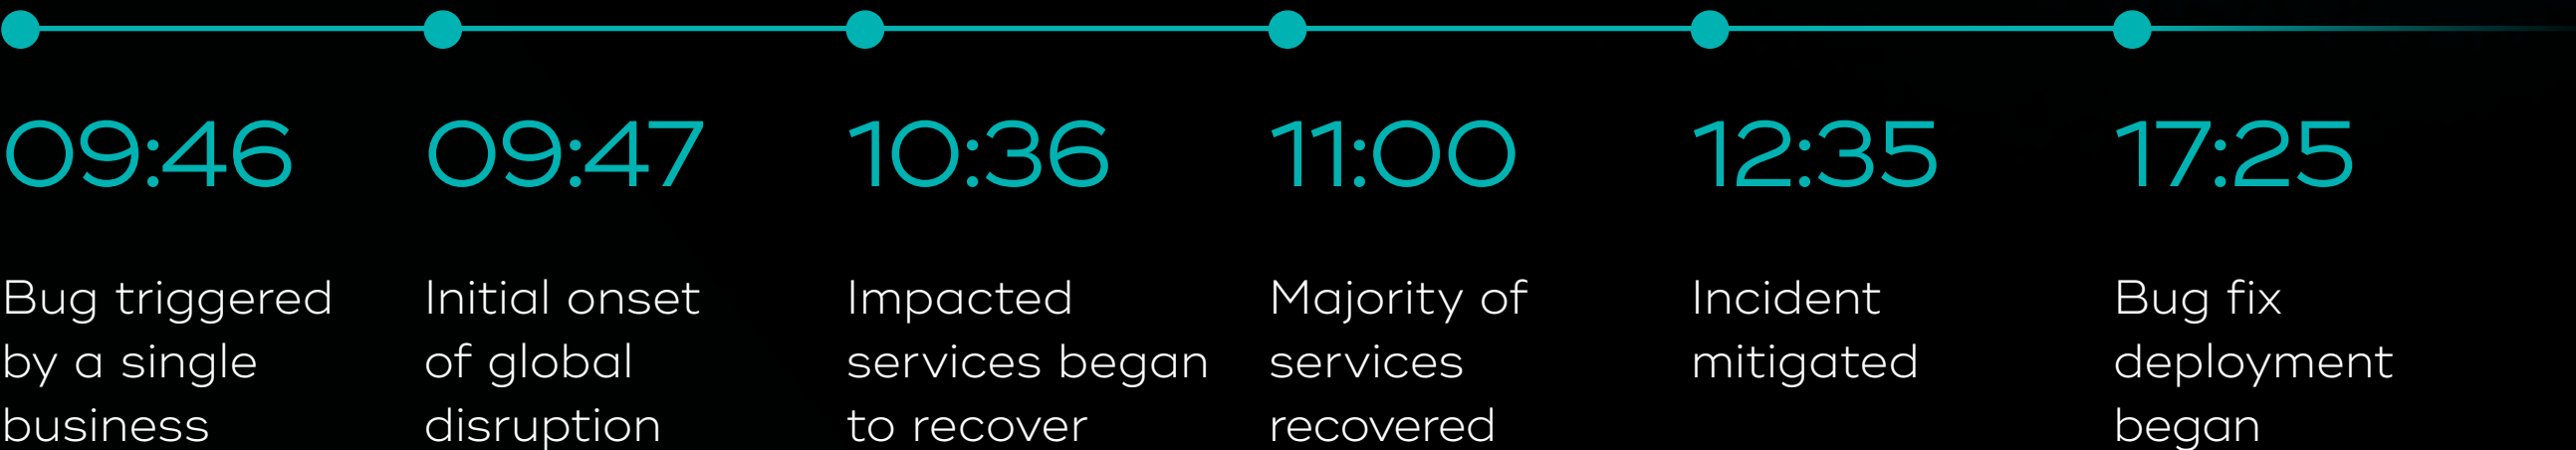 09:46
Bug triggered
by a single
business
09:47
Initial onset
of global
disruption
10:36
Impacted
services began
to recover
11:00
Majority of
services
recovered
12:35
Incident
mitigated
17:25
Bug fix
deployment
began